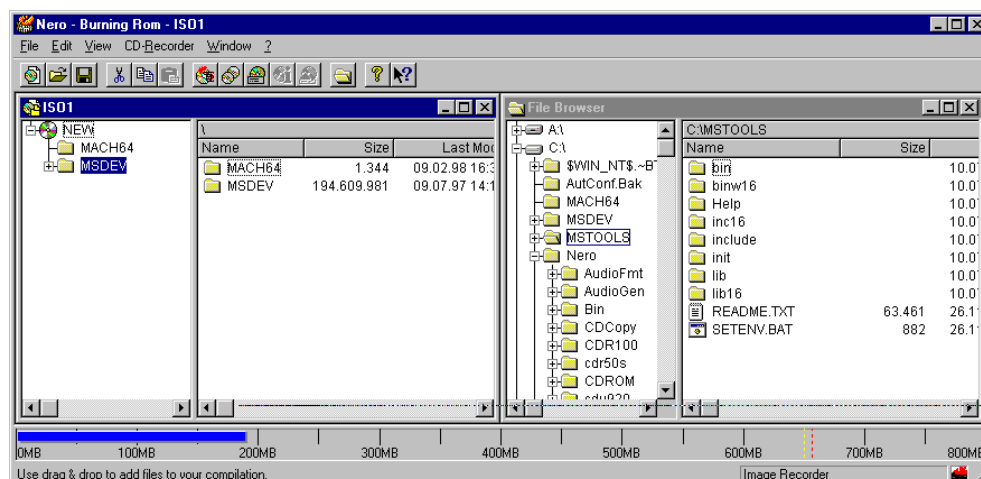 Nero - Burning Rom - ISO1
File Edit View CD-Recorder Window ?
ISO1
NEW
MACH64
MSDEV
\
Name Size Last Mod
MACH64 1.344 09.02.98 16:3
MSDEV 194.609.981 09.07.97 14:1
File Browser
A:\
C:\
$WIN_NT$.~BT
AutConf.Bak
MACH64
MSDEV
MSTOOLS
Nero
AudioFmt
AudioGen
Bin
CDCopy
CDR100
cdr50s
CDROM
cdu920
C:\MSTOOLS
Name Size
bin 10.0
binw16 10.0
Help 10.0
inc16 10.0
include 10.0
init 10.0
lib 10.0
lib16 10.0
README.TXT 63.461 26.1
SETENV.BAT 882 26.1
0MB 100MB 200MB 300MB 400MB 500MB 600MB 700MB 800MB
Use drag & drop to add files to your compilation.
Image Recorder